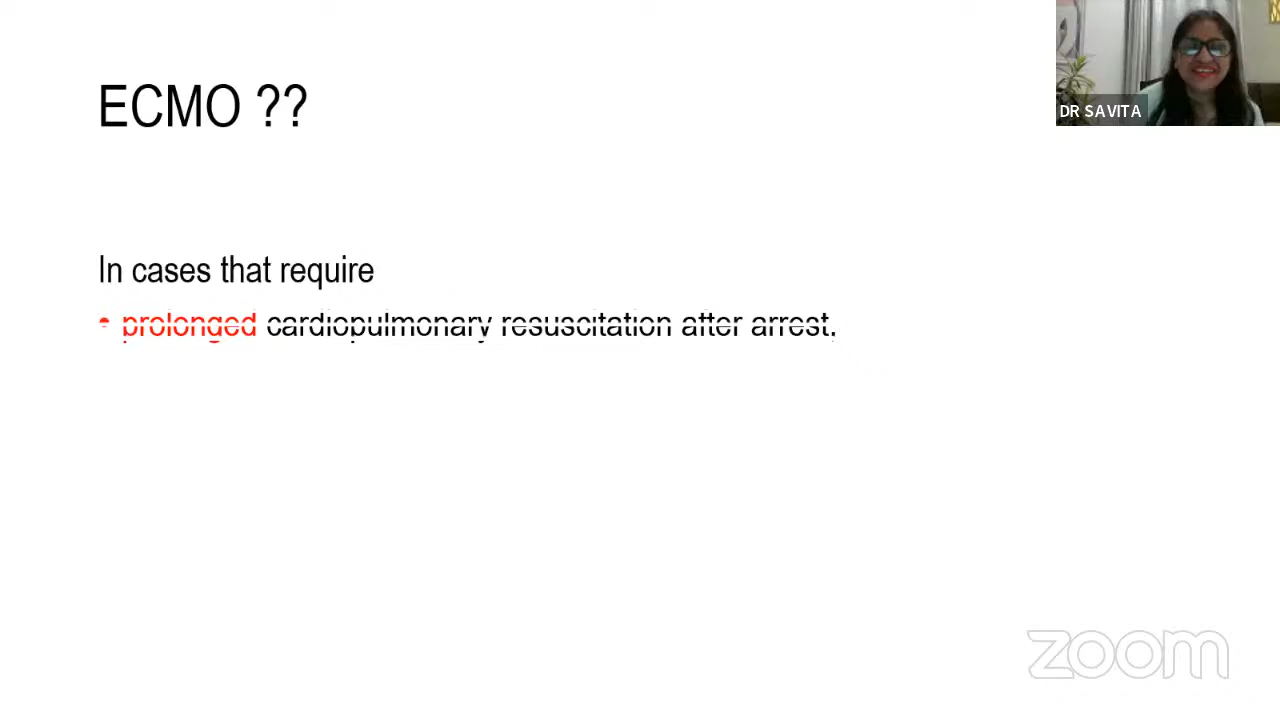 ECMO ??
DR SAVITA
In cases that require
• prolonged cardiopulmonary resuscitation after arrest.
zoom